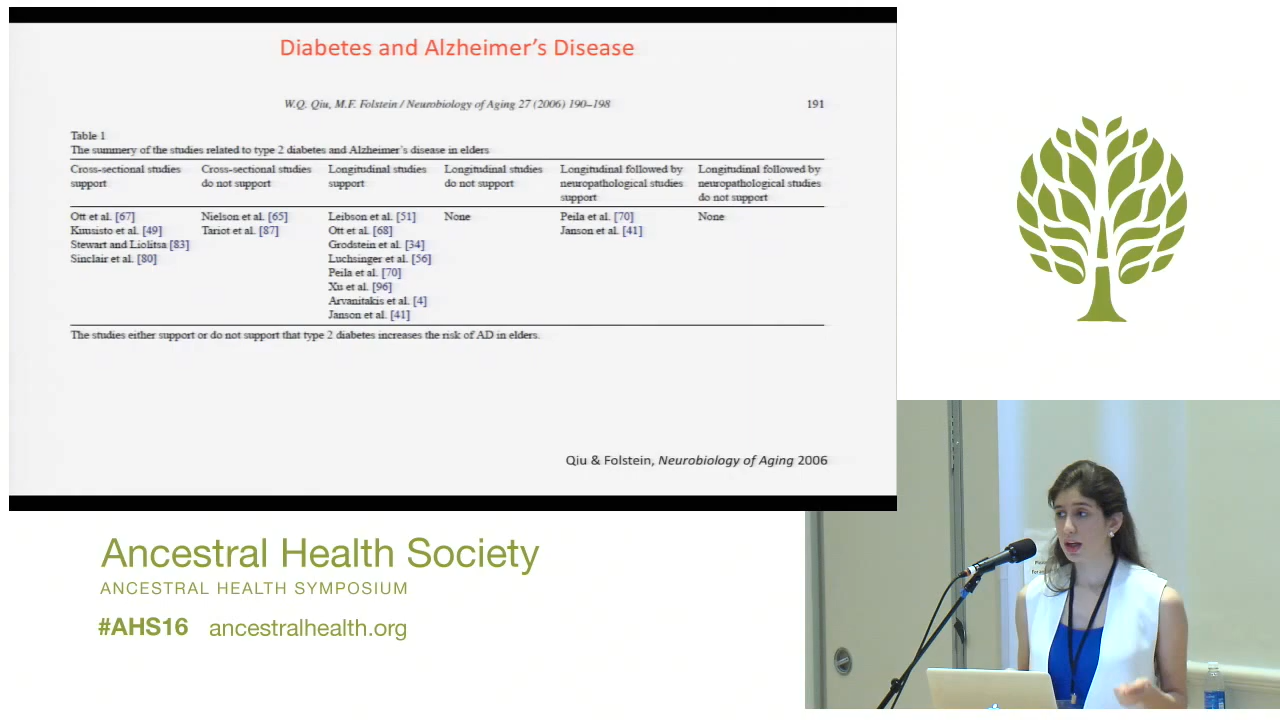 Diabetes and Alzheimer's Disease
W.Q. Qiu, M.F. Folstein / Neurobiology of Aging 27 (2006) 190–198
191
Table 1
The summary of the studies related to type 2 diabetes and Alzheimer's disease in elders
Cross-sectional studies support
Cross-sectional studies do not support
Longitudinal studies support
Longitudinal studies do not support
Longitudinal followed by neuropathological studies support
Longitudinal followed by neuropathological studies do not support
Ott et al. [67]
Kuusisto et al. [49]
Stewart and Liolitsa [83]
Sinclair et al. [80]
Nielson et al. [65]
Tariot et al. [87]
Leibson et al. [51]
Ott et al. [68]
Grodstein et al. [34]
Luchsinger et al. [56]
Peila et al. [70]
Xu et al. [96]
Arvanitakis et al. [4]
Janson et al. [41]
None
Peila et al. [70]
Janson et al. [41]
None
The studies either support or do not support that type 2 diabetes increases the risk of AD in elders.
Qiu & Folstein, Neurobiology of Aging 2006
Ancestral Health Society
ANCESTRAL HEALTH SYMPOSIUM
#AHS16 ancestralhealth.org